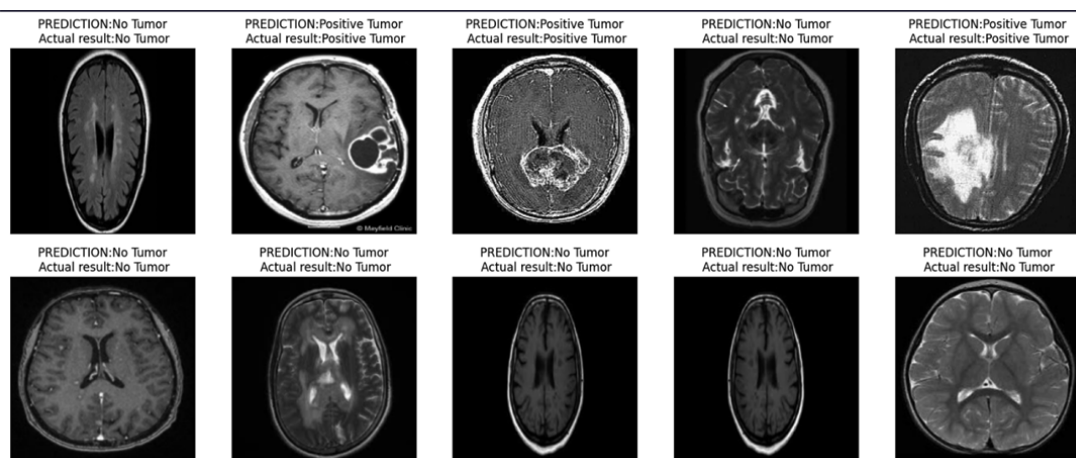 PREDICTION:No Tumor
Actual result:No Tumor
PREDICTION:Positive Tumor
Actual result:Positive Tumor
PREDICTION:Positive Tumor
Actual result:Positive Tumor
PREDICTION:No Tumor
Actual result:No Tumor
PREDICTION:Positive Tumor
Actual result:Positive Tumor
© Mayfield Clinic
PREDICTION:No Tumor
Actual result:No Tumor
PREDICTION:No Tumor
Actual result:No Tumor
PREDICTION:No Tumor
Actual result:No Tumor
PREDICTION:No Tumor
Actual result:No Tumor
PREDICTION:No Tumor
Actual result:No Tumor